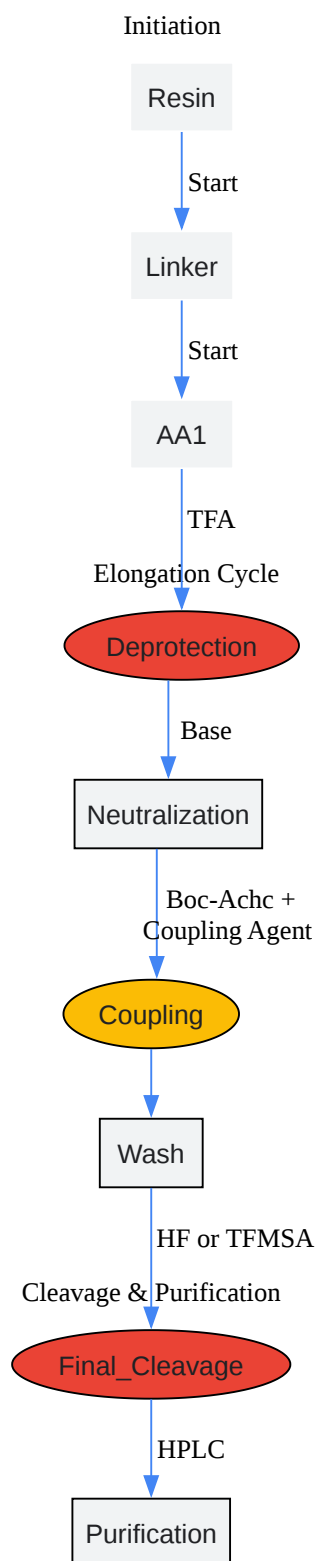 Initiation
Resin
Start
Linker
Start
AA1
TFA
Elongation Cycle
Deprotection
Base
Neutralization
Boc-Achc +
Coupling Agent
Coupling
Wash
HF or TFMSA
Cleavage & Purification
Final_Cleavage
HPLC
Purification